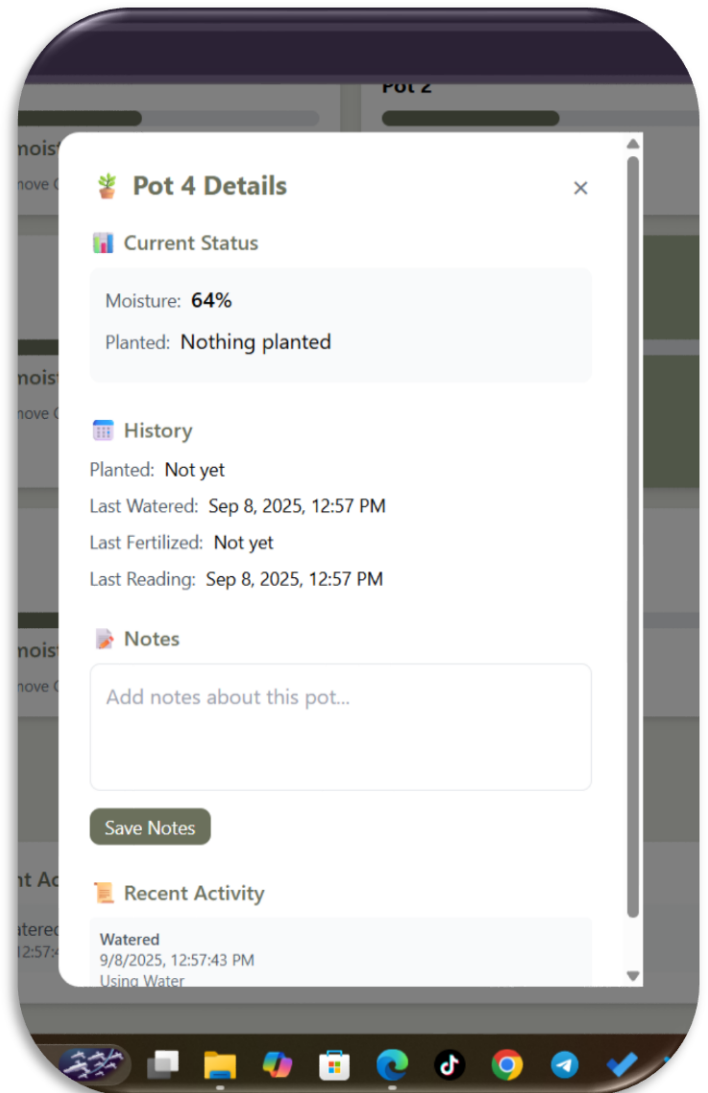 Pot 2
Pot 4 Details
Current Status
Moisture: 64%
Planted: Nothing planted
History
Planted: Not yet
Last Watered: Sep 8, 2025, 12:57 PM
Last Fertilized: Not yet
Last Reading: Sep 8, 2025, 12:57 PM
Notes
Add notes about this pot...
Save Notes
Recent Activity
Watered
9/8/2025, 12:57:43 PM
Using Water